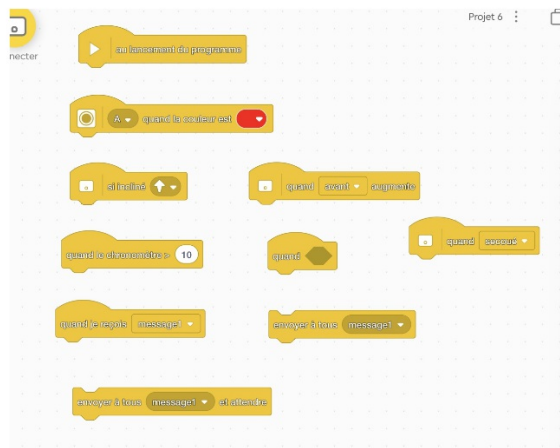 Projet 6
necter
au lancement du programme
A quand la couleur est
si incliné
quand avant augmente
quand secoué
quand le chronomètre > 10
quand
quand je reçois message1
envoyer à tous message1
envoyer à tous message1 et attendre